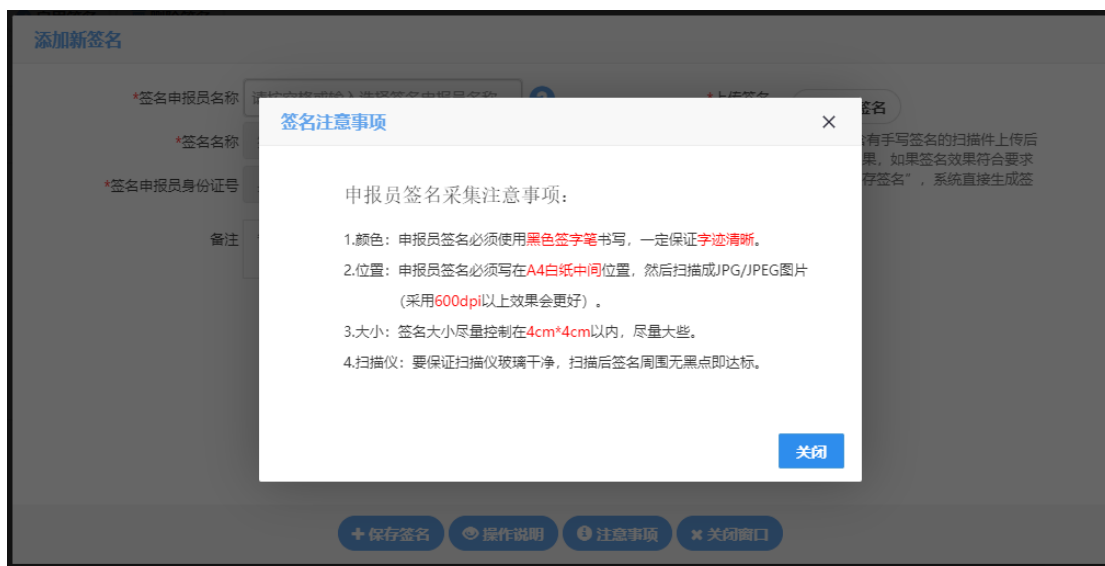 添加新签名
*签名申报员名称
*上传签名
签名
签名注意事项
*签名名称
含有手写签名的扫描件上传后
果, 如果签名效果符合要求
*签名申报员身份证号
存签名”, 系统直接生成签
备注
申报员签名采集注意事项:
1.颜色: 申报员签名必须使用黑色签字笔书写, 一定保证字迹清晰。
2.位置: 申报员签名必须写在A4白纸中间位置, 然后扫描成JPG/JPEG图片
(采用600dpi以上效果会更好) 。
3.大小: 签名大小尽量控制在4cm*4cm以内, 尽量大些。
4.扫描仪: 要保证扫描仪玻璃干净, 扫描后签名周围无黑点即达标。
关闭
保存签名
操作说明
注意事项
关闭窗口